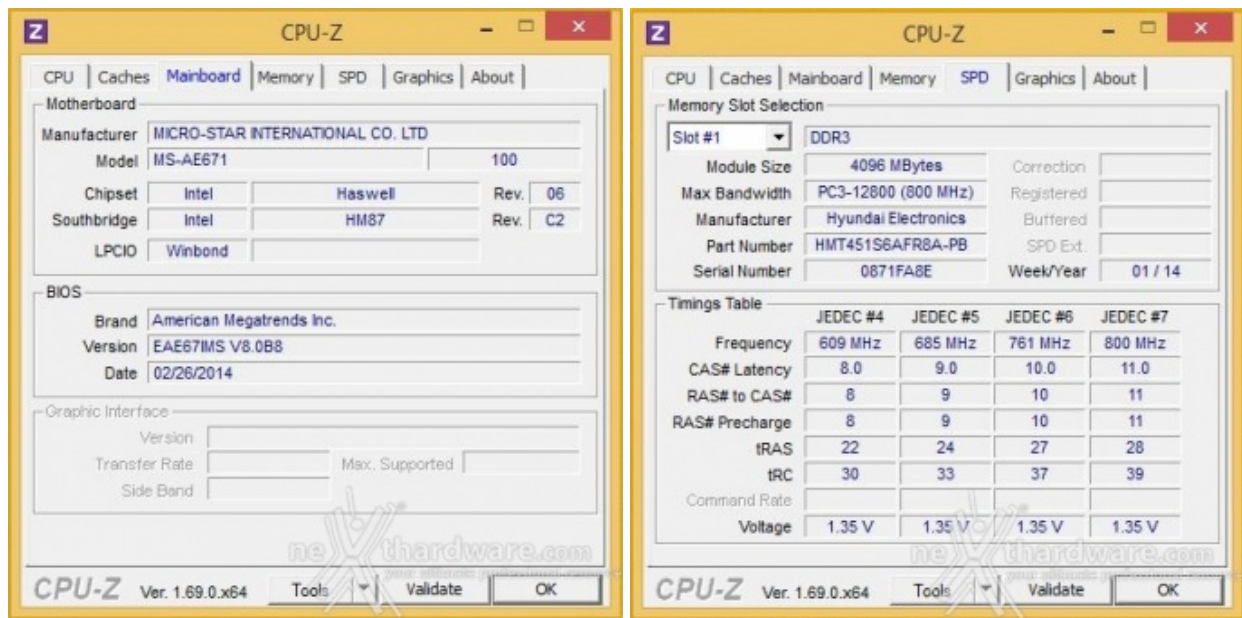 CPU-Z
CPU Caches Mainboard Memory SPD Graphics About
Motherboard
Manufacturer MICRO-STAR INTERNATIONAL CO. LTD
Model MS-AE671 100
Chipset Intel Haswell Rev. 06
Southbridge Intel HM87 Rev. C2
LPCIO Winbond
BIOS
Brand American Megatrends Inc.
Version EAE67IMS V8.0B8
Date 02/26/2014
Graphic Interface
Version
Transfer Rate Max. Supported
Side Band
nexthardware.com
CPU-Z Ver. 1.69.0.x64 Tools Validate OK
CPU-Z
CPU Caches Mainboard Memory SPD Graphics About
Memory Slot Selection
Slot #1 DDR3
Module Size 4096 MBytes Correction
Max Bandwidth PC3-12800 (800 MHz) Registered
Manufacturer Hyundai Electronics Buffered
Part Number HMT451S6AFR8A-PB SPD Ext.
Serial Number 0871FA8E Week/Year 01 / 14
Timings Table
JEDEC #4 JEDEC #5 JEDEC #6 JEDEC #7
Frequency 609 MHz 685 MHz 761 MHz 800 MHz
CAS# Latency 8.0 9.0 10.0 11.0
RAS# to CAS# 8 9 10 11
RAS# Precharge 8 9 10 11
tRAS 22 24 27 28
tRC 30 33 37 39
Command Rate
Voltage 1.35 V 1.35 V 1.35 V 1.35 V
nexthardware.com
CPU-Z Ver. 1.69.0.x64 Tools Validate OK